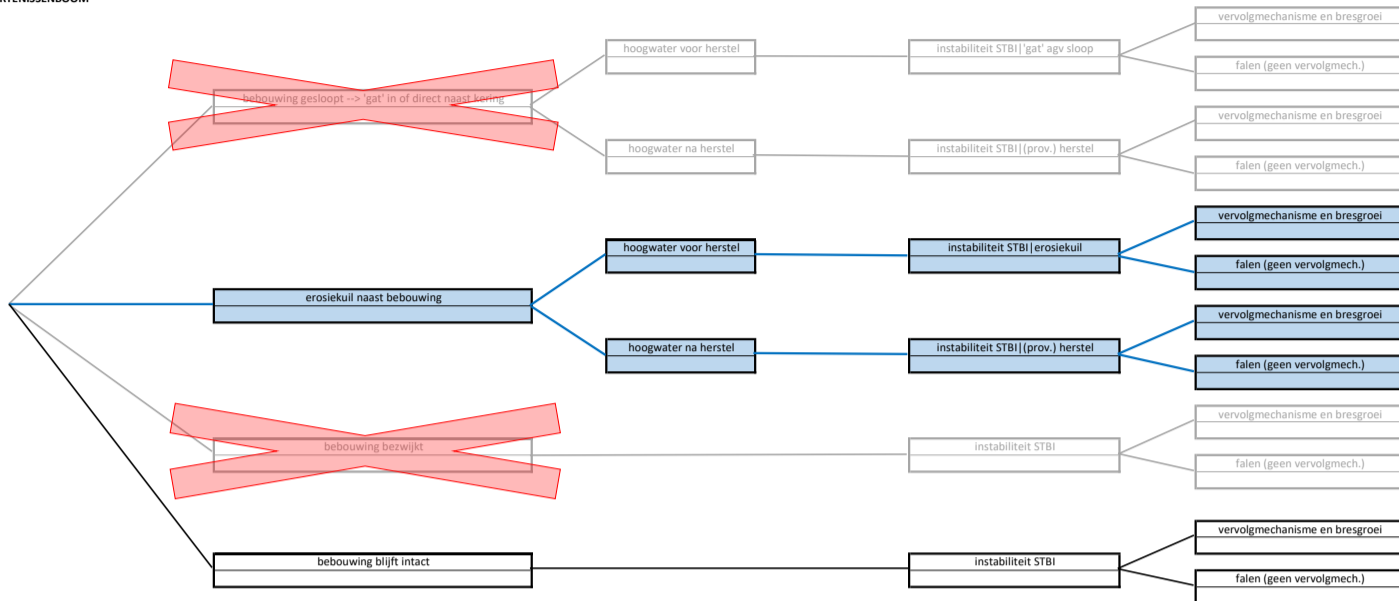 vervolgmechanisme en bresgroei
hoogwater voor herstel
instabiliteit STBI|'gat' agv sloop
falen (geen vervolgmech.)
bebouwing gesloopt --> 'gat' in of direct naast kering
vervolgmechanisme en bresgroei
hoogwater na herstel
instabiliteit STBI|(prov.) herstel
falen (geen vervolgmech.)
vervolgmechanisme en bresgroei
hoogwater voor herstel
instabiliteit STBI|erosiekuil
falen (geen vervolgmech.)
erosiekuil naast bebouwing
vervolgmechanisme en bresgroei
hoogwater na herstel
instabiliteit STBI|(prov.) herstel
falen (geen vervolgmech.)
vervolgmechanisme en bresgroei
bebouwing bezwijkt
instabiliteit STBI
falen (geen vervolgmech.)
vervolgmechanisme en bresgroei
bebouwing blijft intact
instabiliteit STBI
falen (geen vervolgmech.)